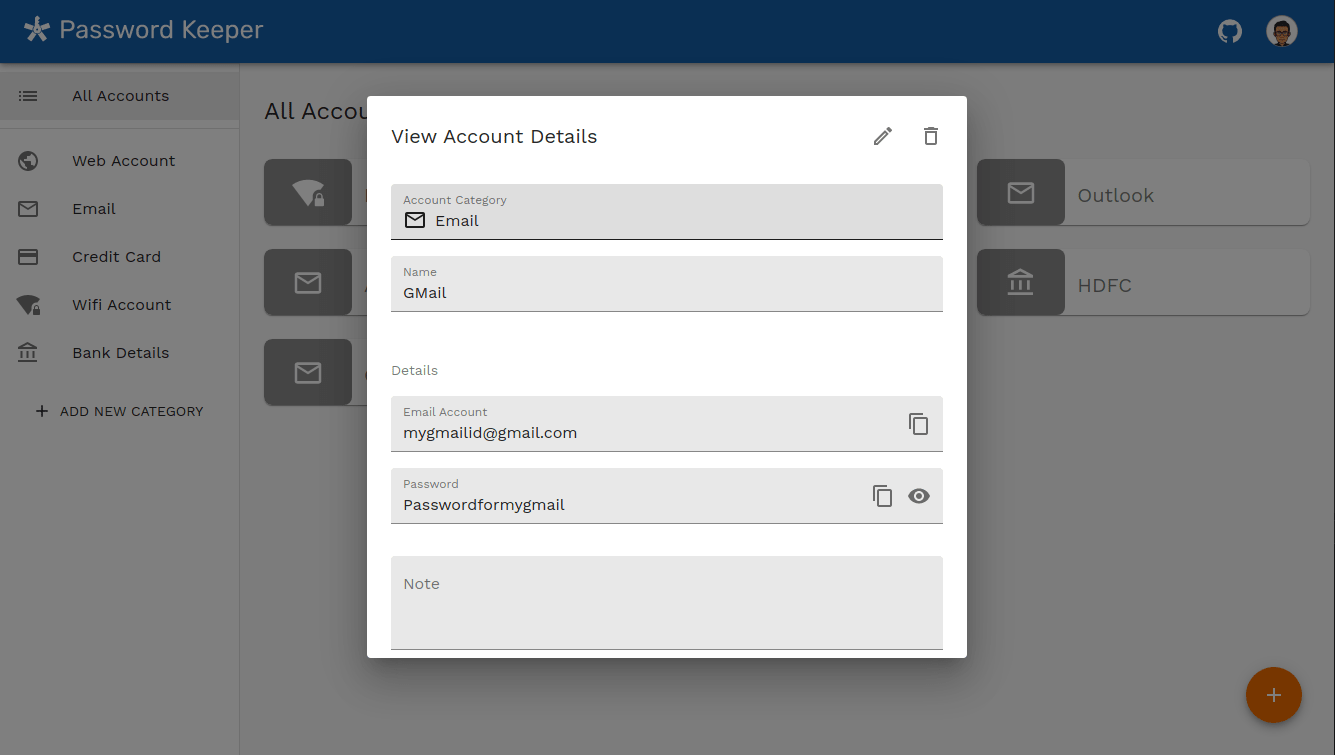 Password Keeper
All Accounts
Web Account
Email
Credit Card
Wifi Account
Bank Details
ADD NEW CATEGORY
All Accou
Outlook
HDFC
View Account Details
Account Category
Email
Name
GMail
Details
Email Account
mygmailid@gmail.com
Password
Passwordformygmail
Note